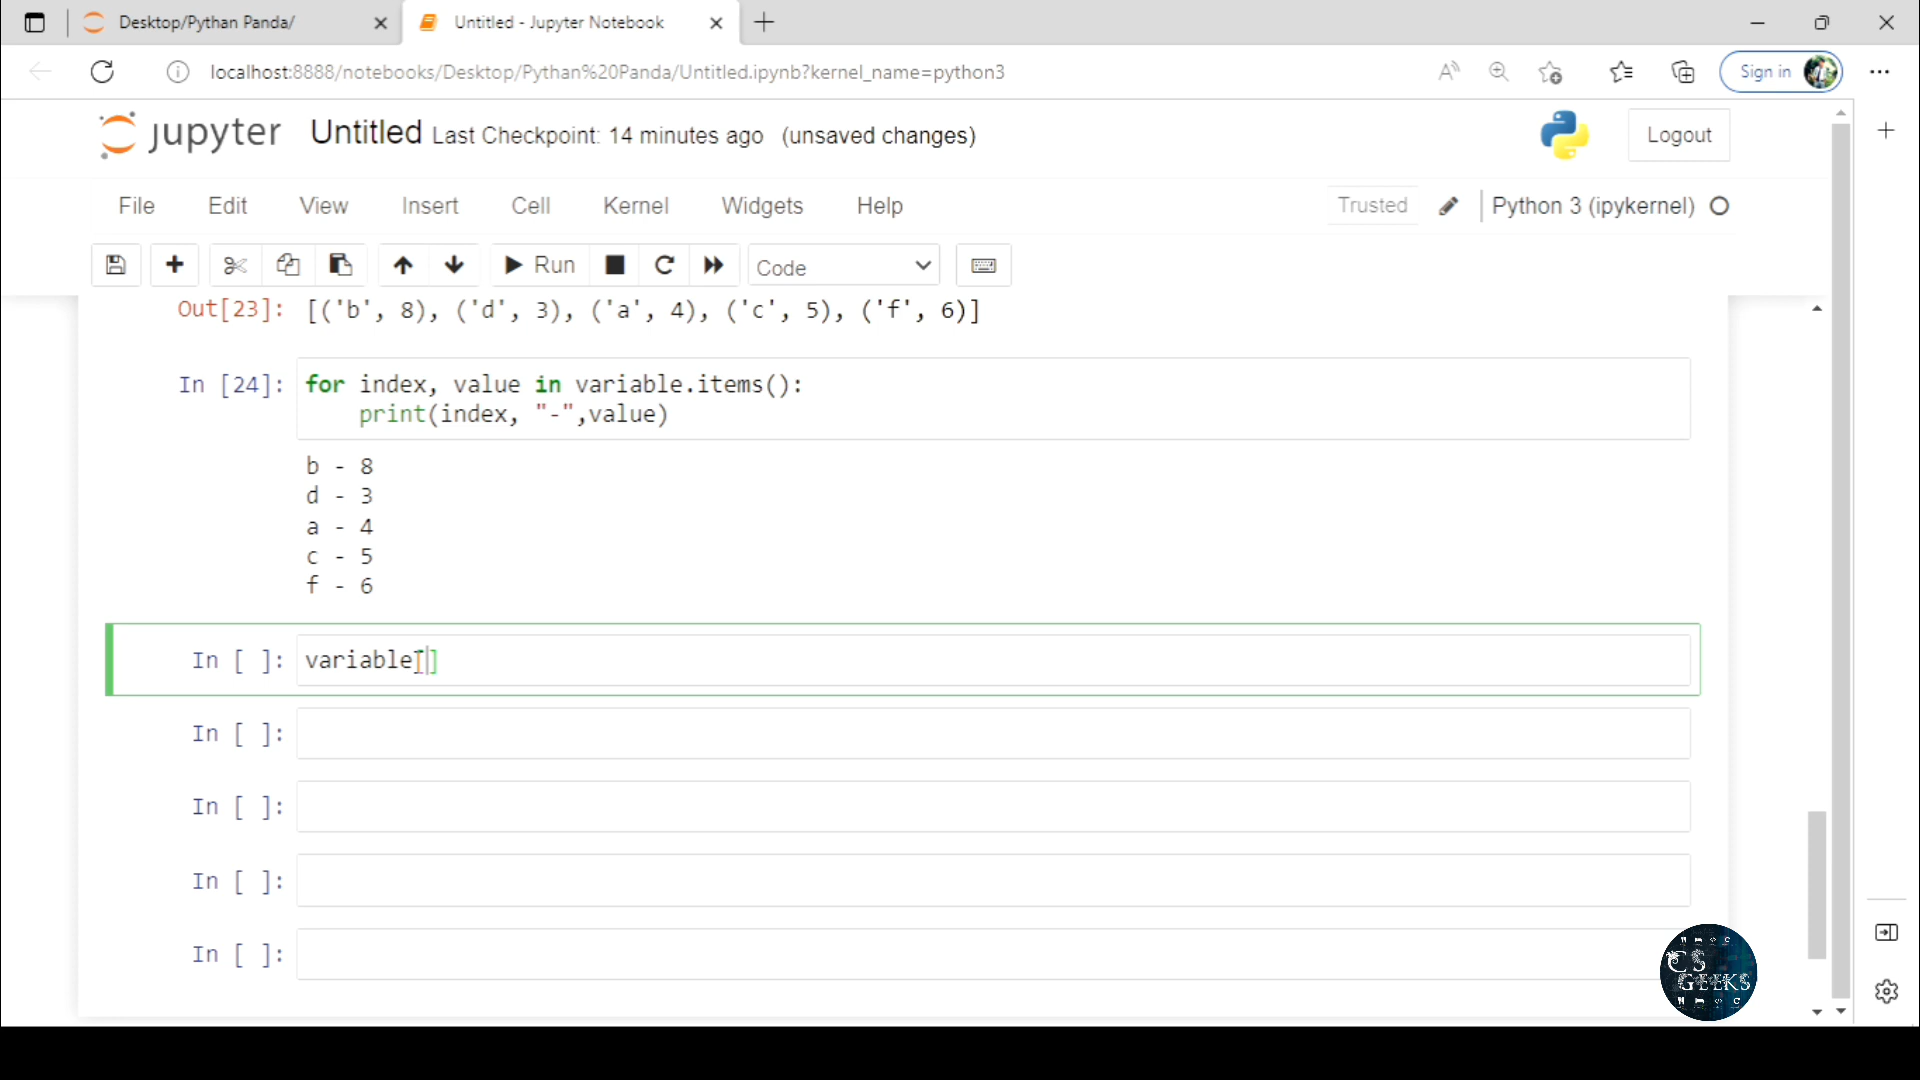 Desktop/Pythan Panda/
Untitled - Jupyter Notebook
localhost:8888/notebooks/Desktop/Pythan%20Panda/Untitled.ipynb?kernel_name=python3
Sign in
jupyter Untitled Last Checkpoint: 14 minutes ago (unsaved changes)
Logout
File Edit View Insert Cell Kernel Widgets Help
Trusted Python 3 (ipykernel)
Run Code
Out[23]: [('b', 8), ('d', 3), ('a', 4), ('c', 5), ('f', 6)]
In [24]: for index, value in variable.items():
print(index, "-",value)
b - 8
d - 3
a - 4
c - 5
f - 6
In [ ]: variable[]
In [ ]:
In [ ]:
In [ ]:
In [ ]:
CS
GEEKS